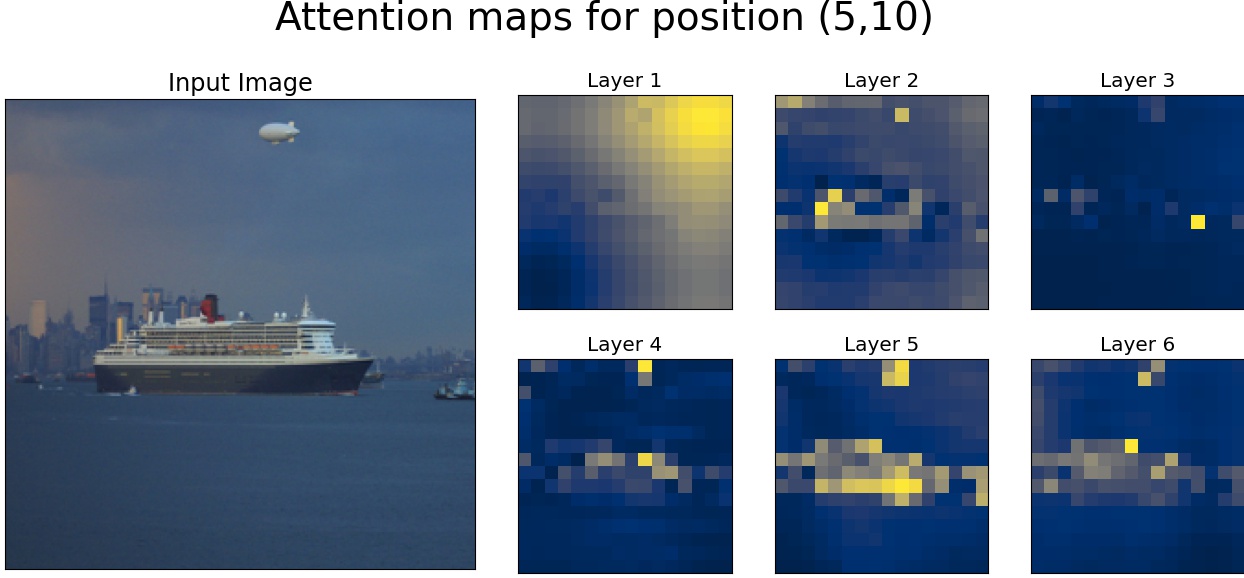 Attention maps for position (5,10)
Input Image
Layer 1
Layer 2
Layer 3
Layer 4
Layer 5
Layer 6